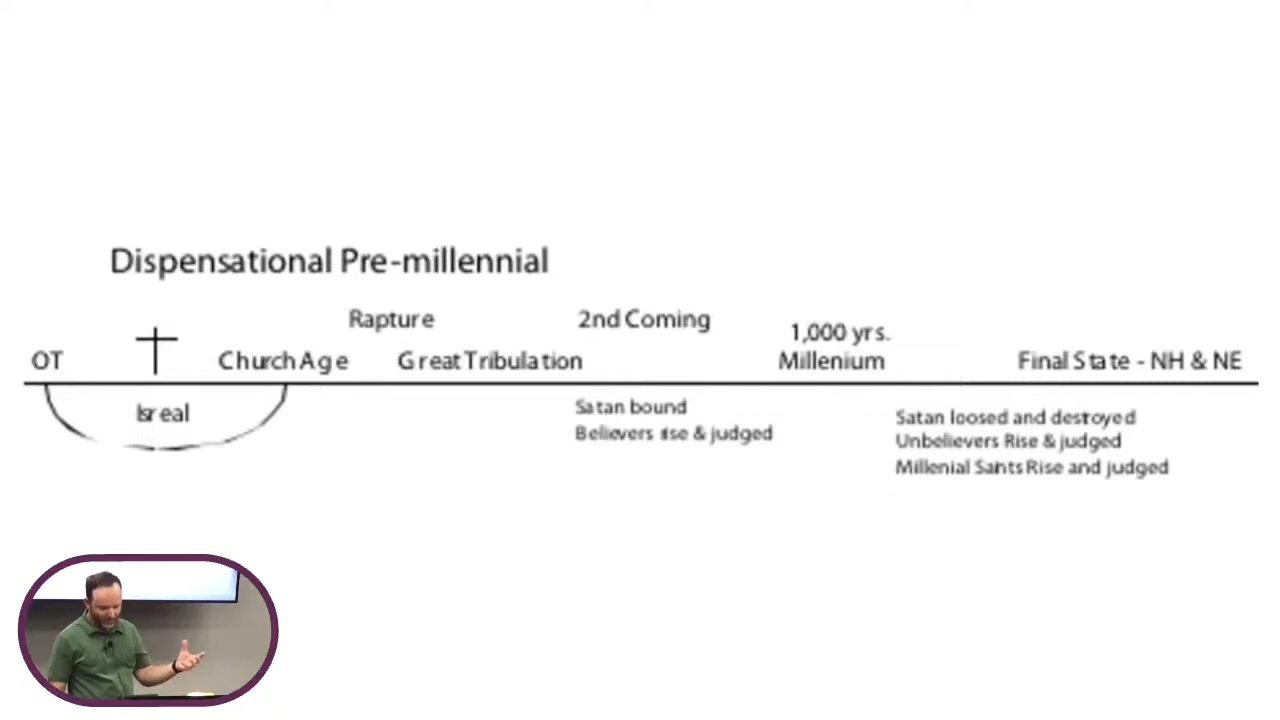 Dispensational Pre-millennial
Rapture
2nd Coming
1,000 yrs.
OT
Church Age
Great Tribulation
Millenium
Final State - NH & NE
Isreal
Satan bound
Believers rise & judged
Satan loosed and destroyed
Unbelievers Rise & judged
Millenial Saints Rise and judged